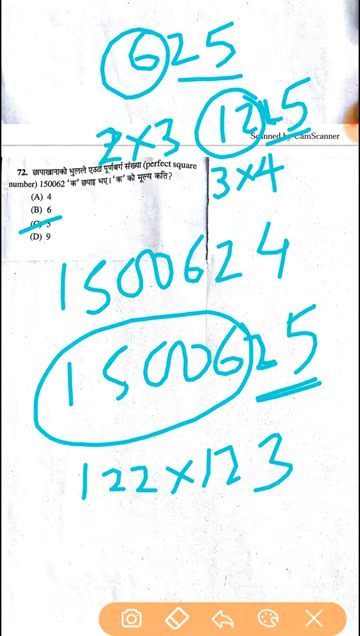 625
2×3 1225
Scanned by CamScanner
72. छापाखानाको भुलले एउटा पूर्णवर्ग संख्या (perfect square
number) 150062 'क' छपाइ भए। 'क' को मूल्य कति?
3×4
(A) 4
(B) 6
(C) 5
(D) 9
1500624
1500625
122×123